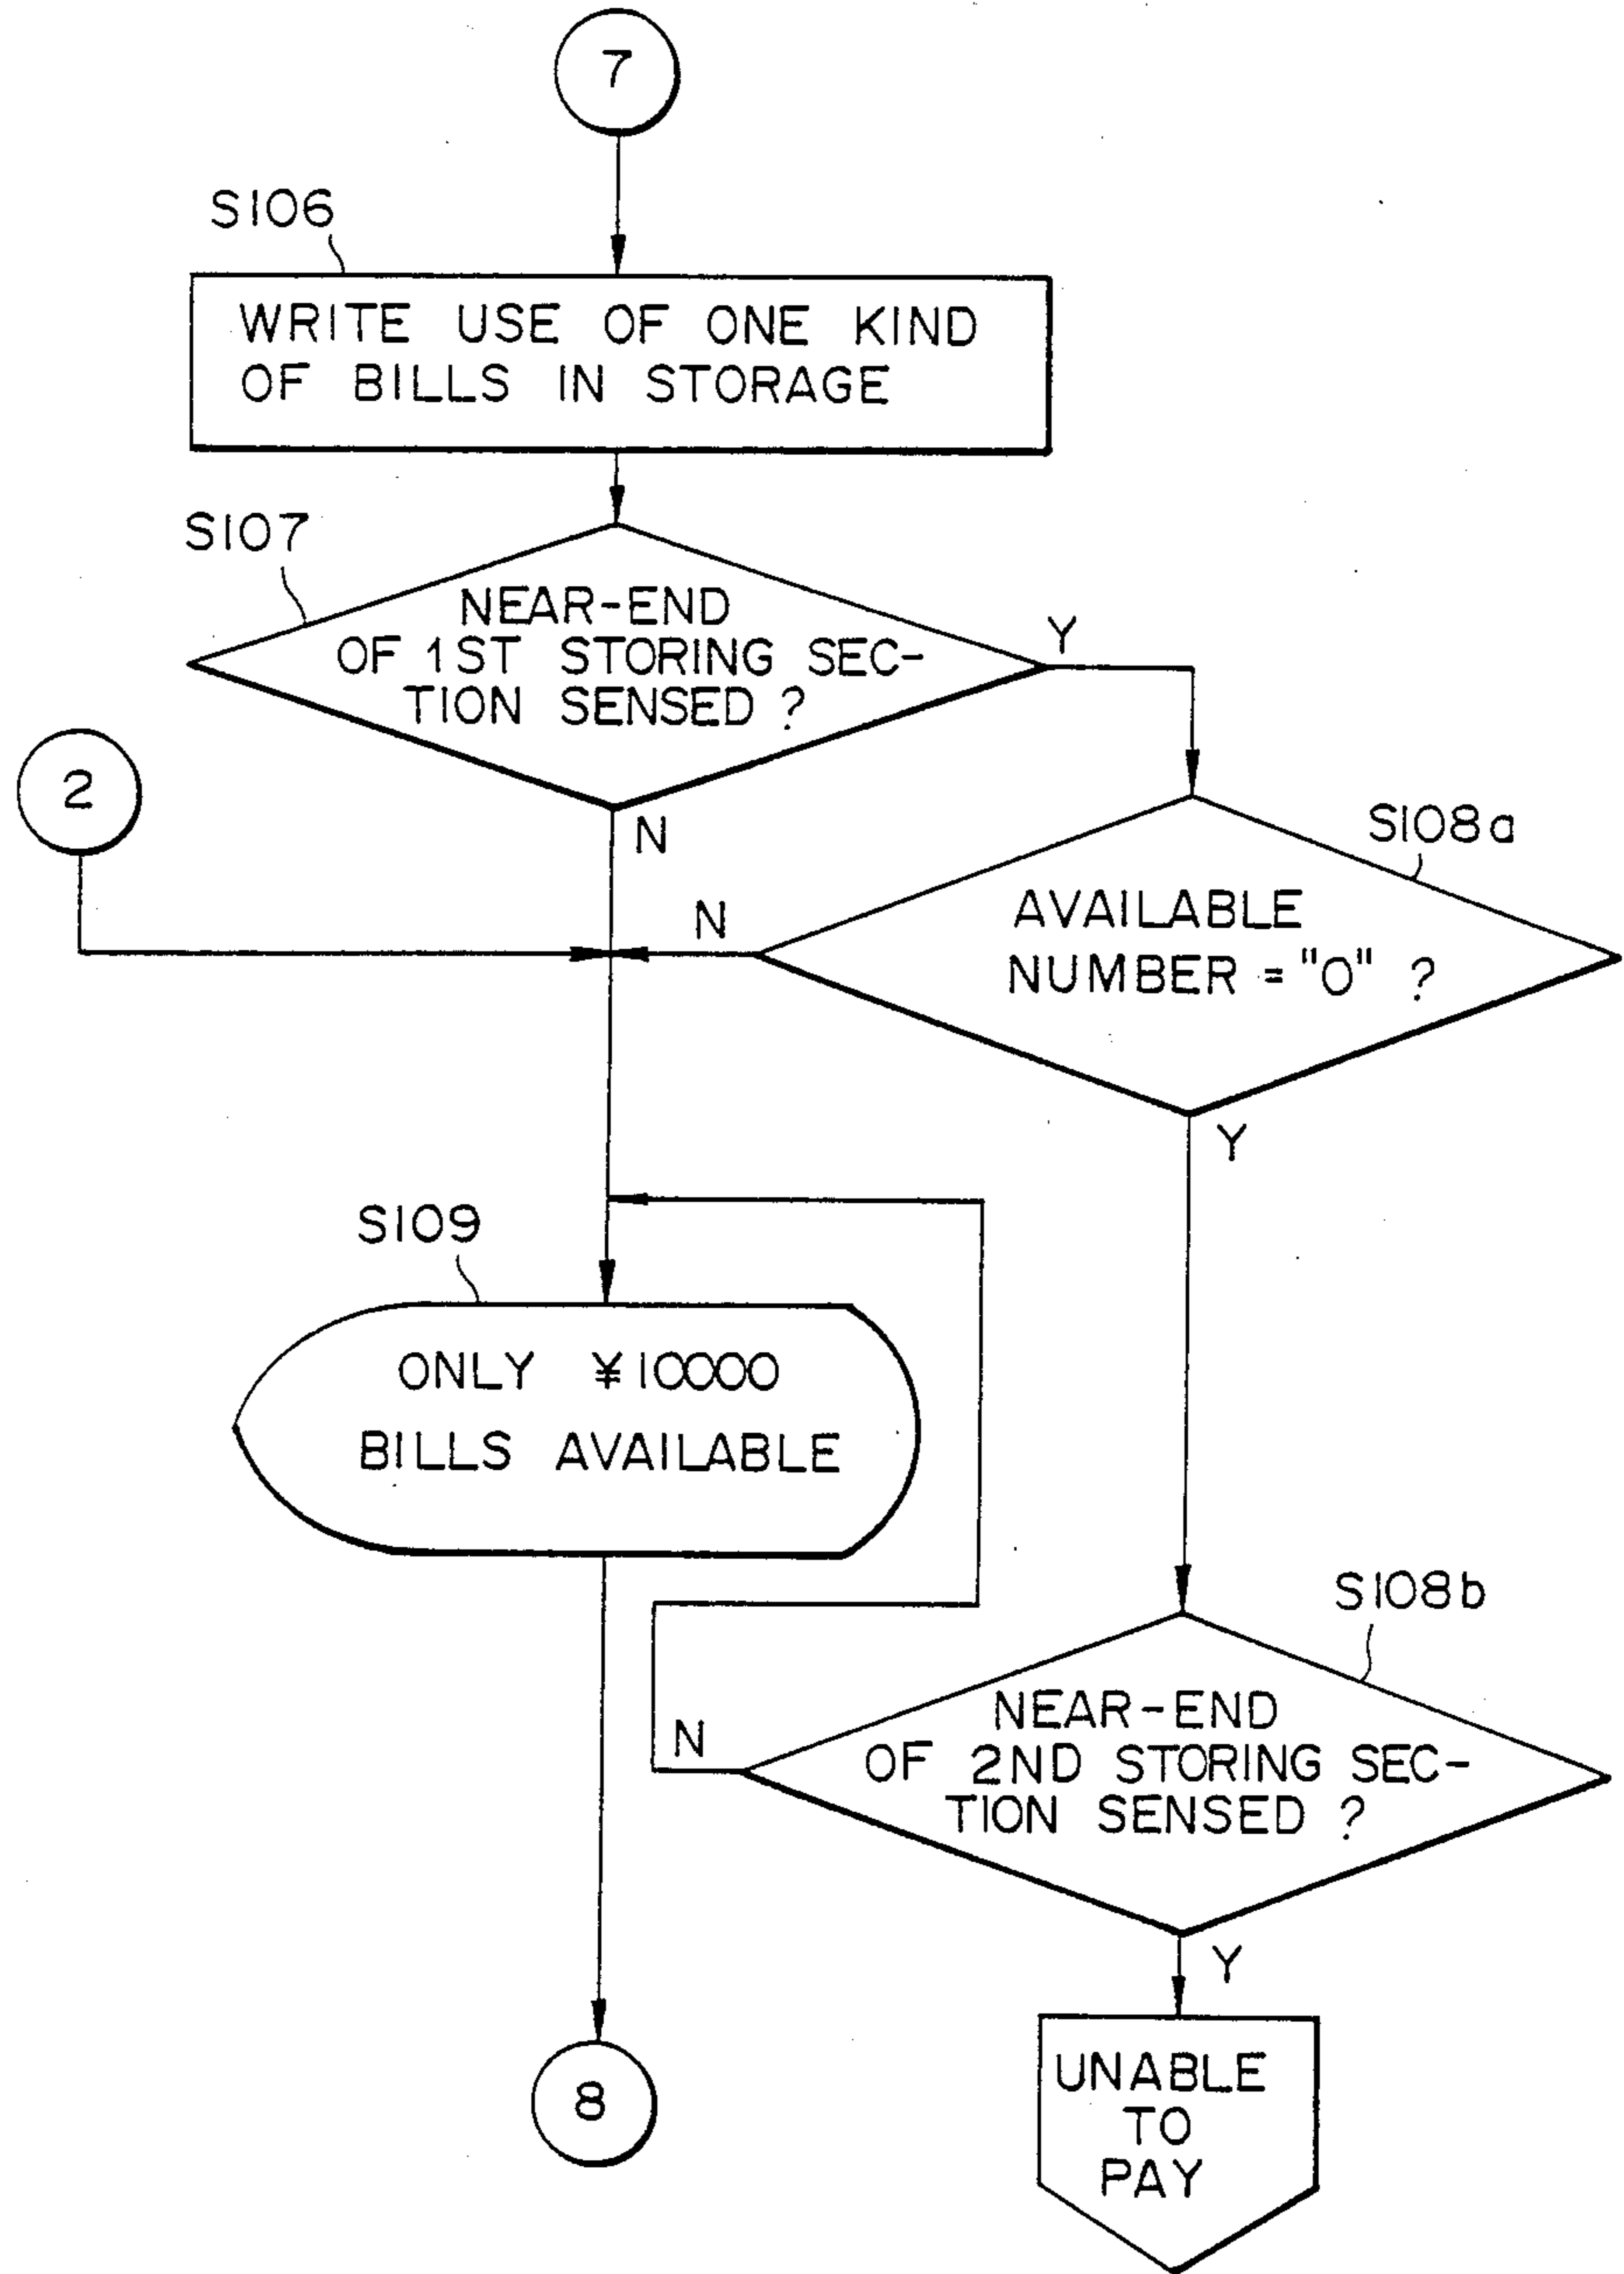 7
S106
WRITE USE OF ONE KIND
OF BILLS IN STORAGE
S107
NEAR-END
OF 1ST STORING SEC-
TION SENSED ?
Y
2
N
S108a
N
AVAILABLE
NUMBER = "0" ?
Y
S109
ONLY ¥10000
BILLS AVAILABLE
S108b
N
NEAR-END
OF 2ND STORING SEC-
TION SENSED ?
Y
8
UNABLE
TO
PAY